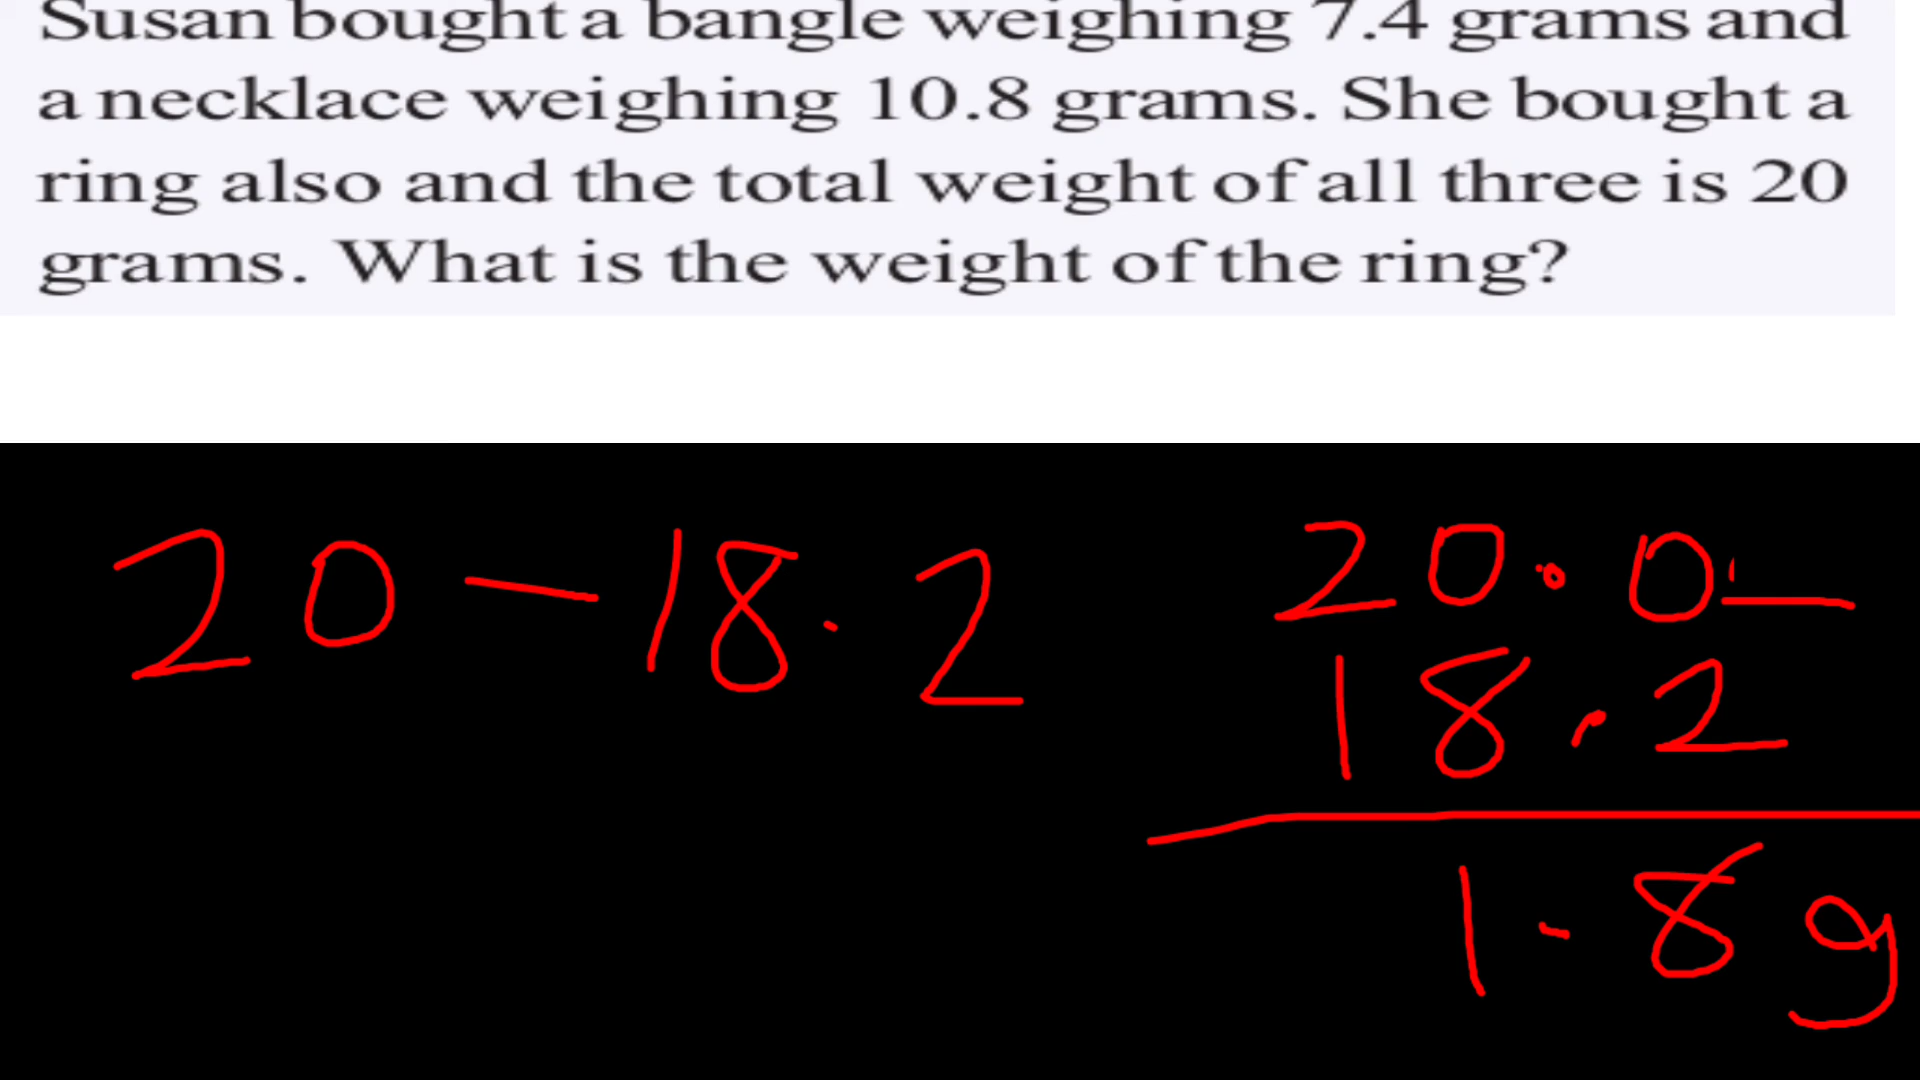 Susan bought a bangle weighing 7.4 grams and
a necklace weighing 10.8 grams. She bought a
ring also and the total weight of all three is 20
grams. What is the weight of the ring?
20 - 18.2
20.0 -
18.2
1.8 g